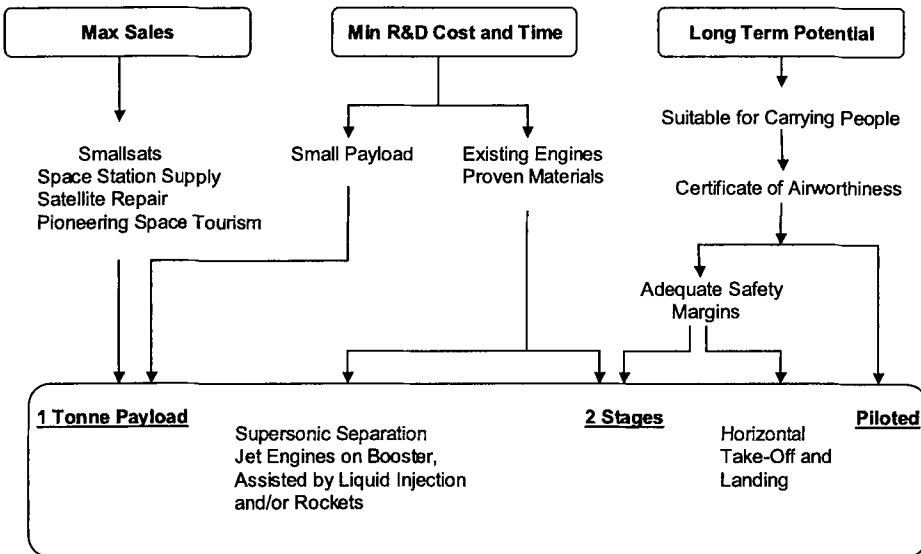 Max Sales
Min R&D Cost and Time
Long Term Potential
Smallsats
Space Station Supply
Satellite Repair
Pioneering Space Tourism
Small Payload
Existing Engines
Proven Materials
Suitable for Carrying People
Certificate of Airworthiness
Adequate Safety
Margins
1 Tonne Payload
Supersonic Separation
Jet Engines on Booster,
Assisted by Liquid Injection
and/or Rockets
2 Stages
Horizontal
Take-Off and
Landing
Piloted